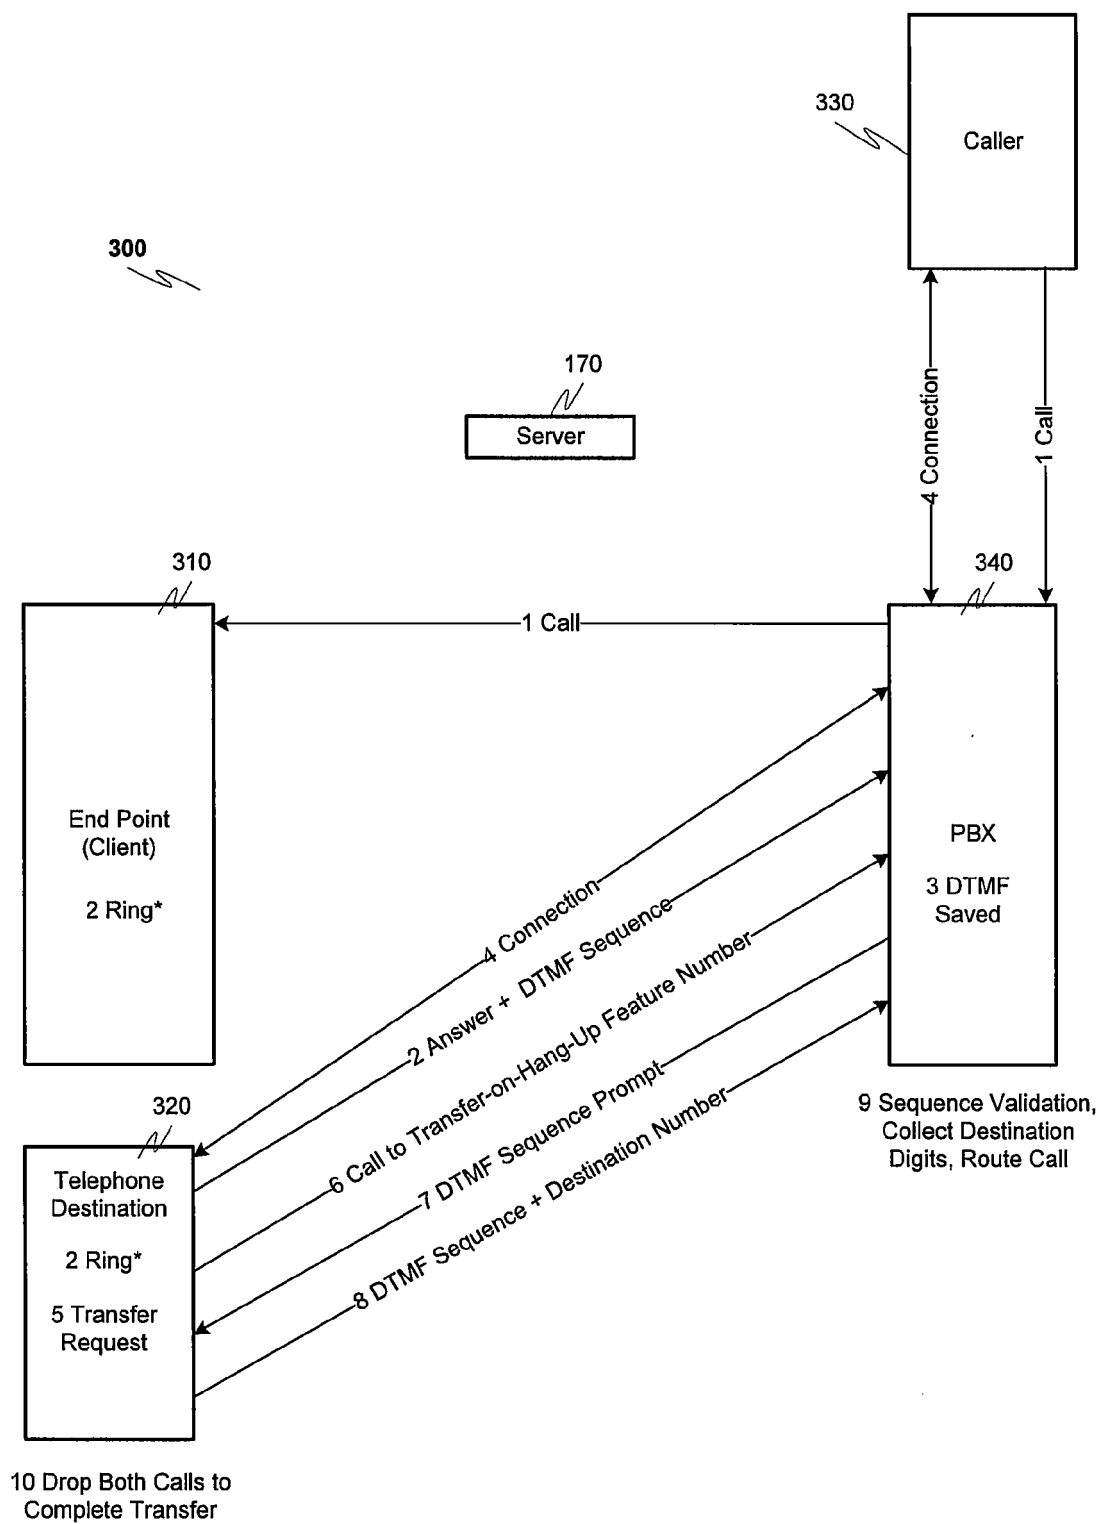 330
Caller
300
170
Server
4 Connection
1 Call
310
340
1 Call
End Point
(Client)
2 Ring*
PBX
3 DTMF
Saved
4 Connection
2 Answer + DTMF Sequence
6 Call to Transfer-on-Hang-Up Feature Number
7 DTMF Sequence Prompt
8 DTMF Sequence + Destination Number
9 Sequence Validation,
Collect Destination
Digits, Route Call
320
Telephone
Destination
2 Ring*
5 Transfer
Request
10 Drop Both Calls to
Complete Transfer